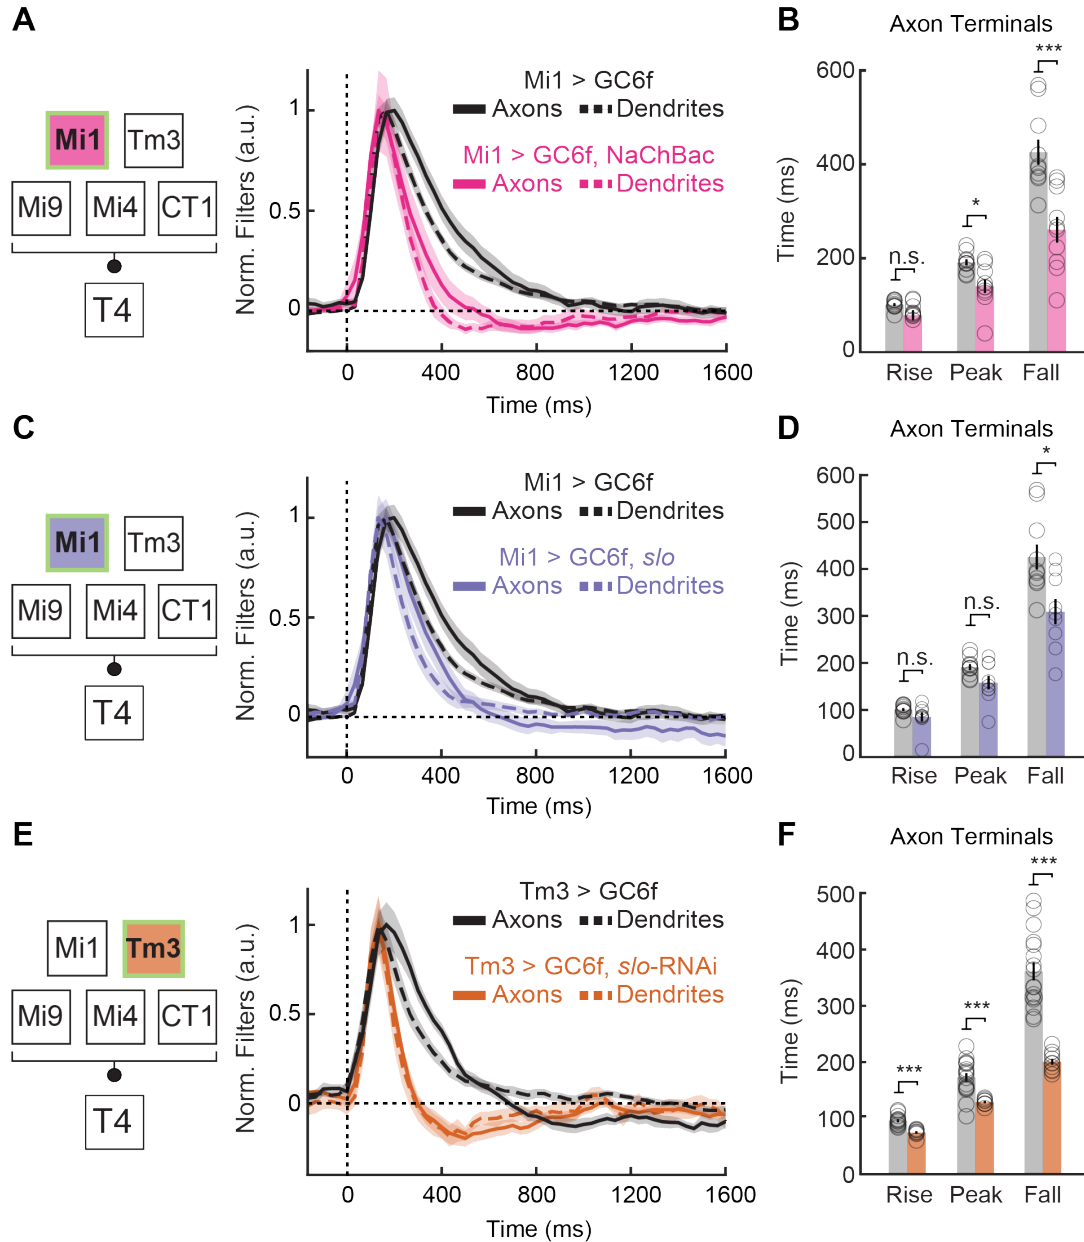 A
Mi1 Tm3
Mi9 Mi4 CT1
T4
Norm. Filters (a.u.)
1
0.5
0
Mi1 > GC6f
Axons Dendrites
Mi1 > GC6f, NaChBac
Axons Dendrites
0 400 800 1200 1600
Time (ms)
B
Axon Terminals
Time (ms)
600
400
200
0
n.s. * ***
Rise Peak Fall
C
Mi1 Tm3
Mi9 Mi4 CT1
T4
Norm. Filters (a.u.)
1
0.5
0
Mi1 > GC6f
Axons Dendrites
Mi1 > GC6f, slo
Axons Dendrites
0 400 800 1200 1600
Time (ms)
D
Axon Terminals
Time (ms)
600
500
400
300
200
100
0
n.s. n.s. *
Rise Peak Fall
E
Mi1 Tm3
Mi9 Mi4 CT1
T4
Norm. Filters (a.u.)
1
0.5
0
Tm3 > GC6f
Axons Dendrites
Tm3 > GC6f, slo-RNAi
Axons Dendrites
0 400 800 1200 1600
Time (ms)
F
Axon Terminals
Time (ms)
500
400
300
200
100
0
*** *** ***
Rise Peak Fall